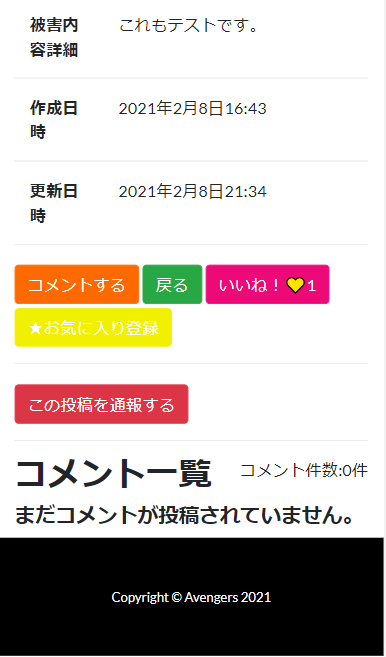 被害内 これもテストです。
容詳細
作成日 2021年2月8日16:43
時
更新日 2021年2月8日21:34
時
コメントする 戻る いいね！💛1
★お気に入り登録
この投稿を通報する
コメント一覧 コメント件数:0件
まだコメントが投稿されていません。
Copyright © Avengers 2021